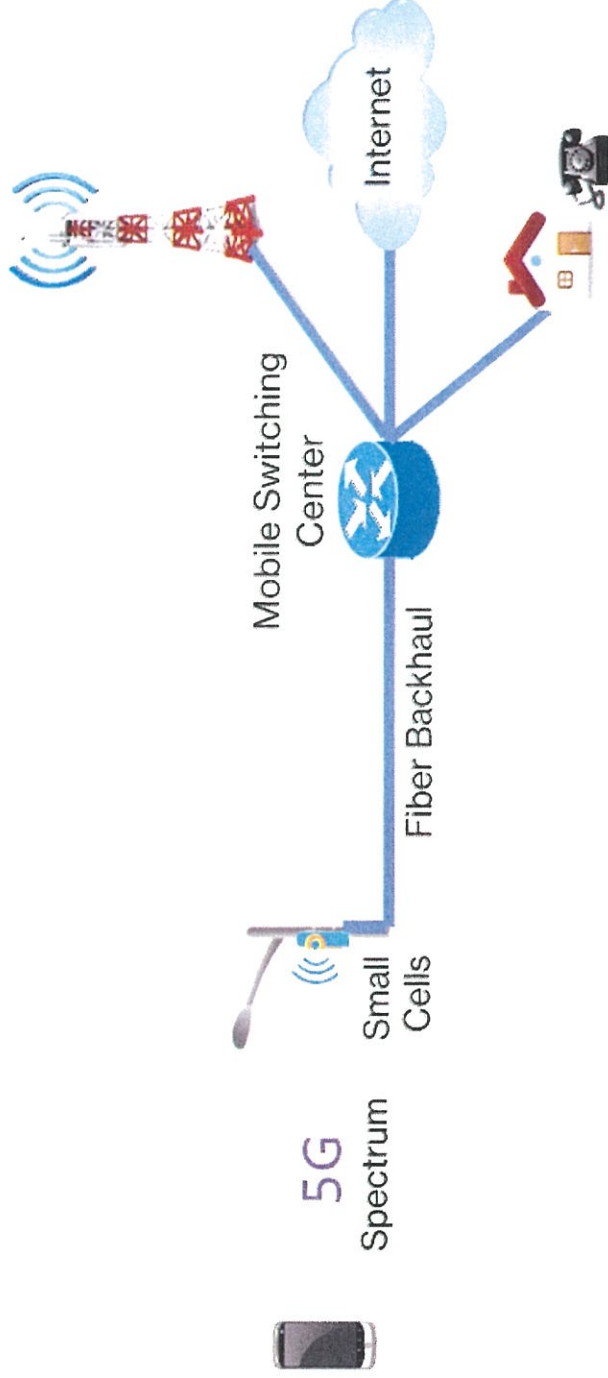 5G
Spectrum
Small
Cells
Fiber Backhaul
Mobile Switching
Center
Internet